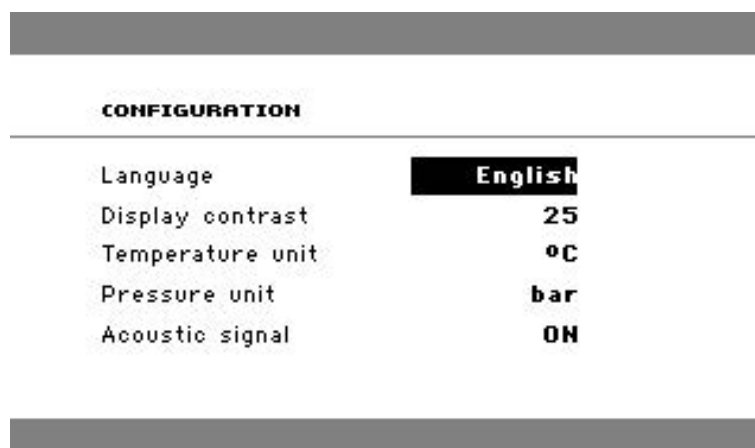 CONFIGURATION
Language English
Display contrast 25
Temperature unit ºC
Pressure unit bar
Acoustic signal ON